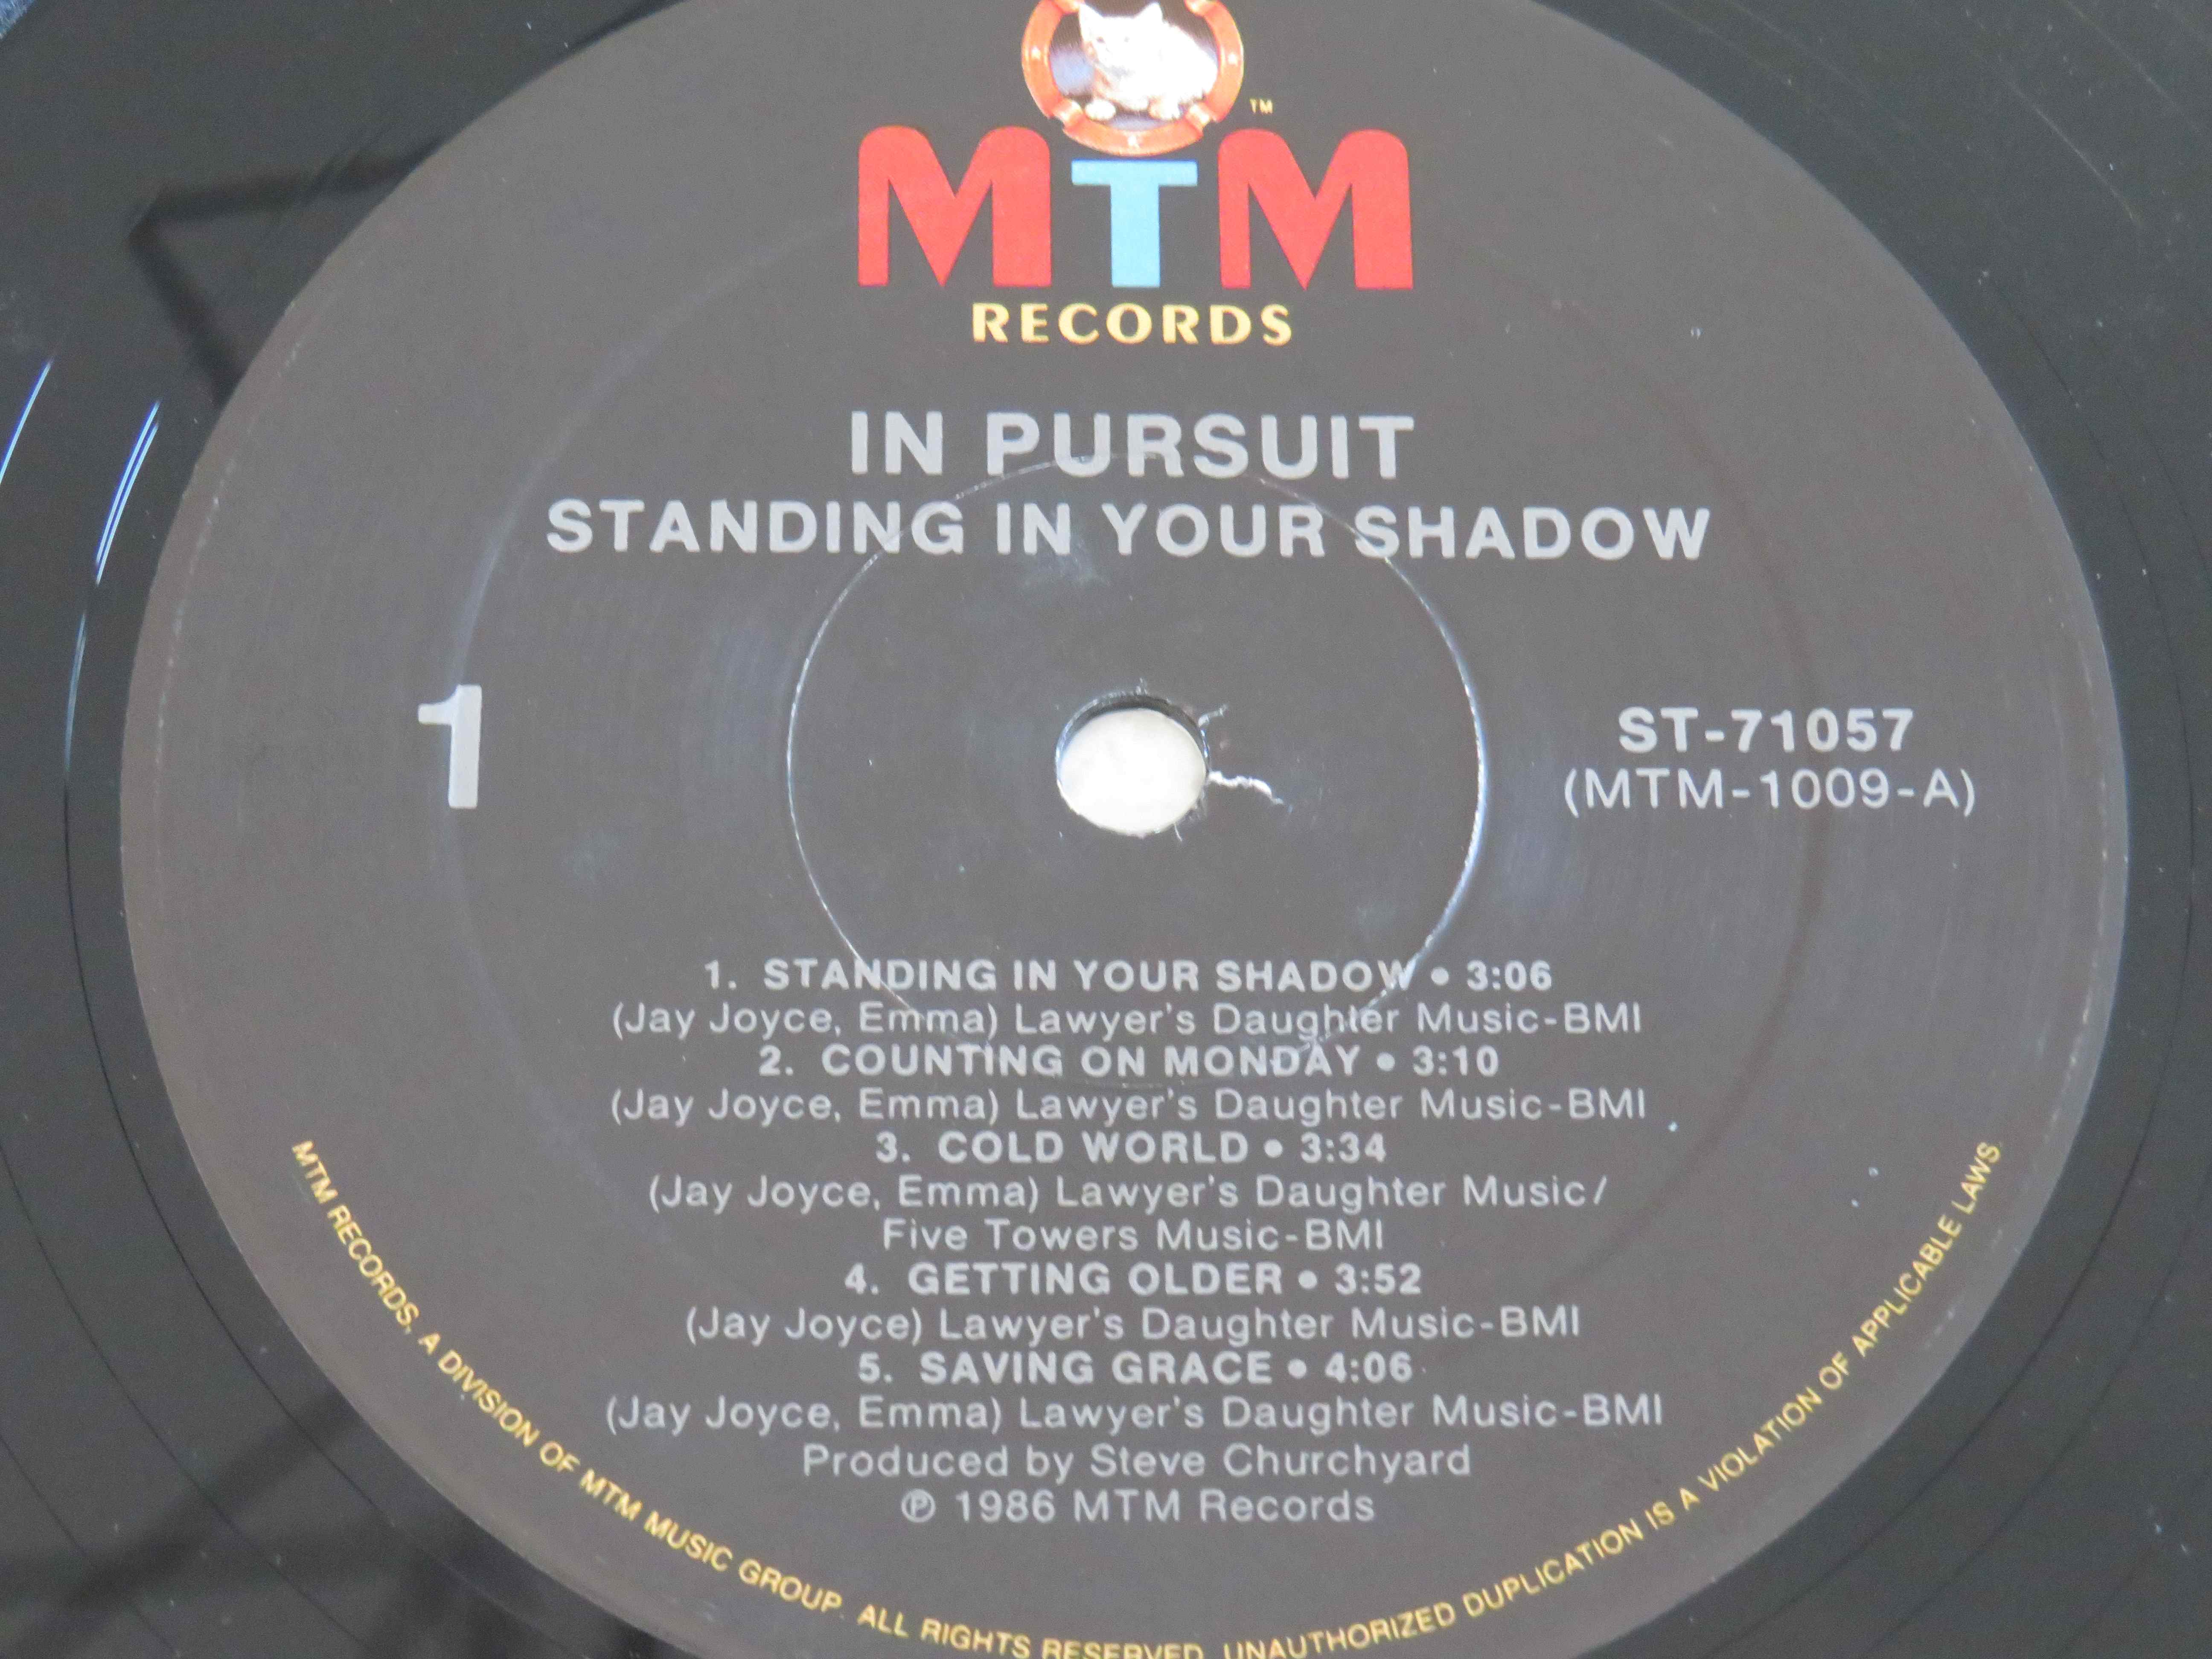 TM
MTM
RECORDS
IN PURSUIT
STANDING IN YOUR SHADOW
1
ST-71057
(MTM-1009-A)
1. STANDING IN YOUR SHADOW • 3:06
(Jay Joyce, Emma) Lawyer's Daughter Music-BMI
2. COUNTING ON MONDAY • 3:10
(Jay Joyce, Emma) Lawyer's Daughter Music-BMI
3. COLD WORLD • 3:34
(Jay Joyce, Emma) Lawyer's Daughter Music/
Five Towers Music-BMI
4. GETTING OLDER • 3:52
(Jay Joyce) Lawyer's Daughter Music-BMI
5. SAVING GRACE • 4:06
(Jay Joyce, Emma) Lawyer's Daughter Music-BMI
Produced by Steve Churchyard
℗ 1986 MTM Records
MTM RECORDS, A DIVISION OF MTM MUSIC GROUP. ALL RIGHTS RESERVED. UNAUTHORIZED DUPLICATION IS A VIOLATION OF APPLICABLE LAWS.